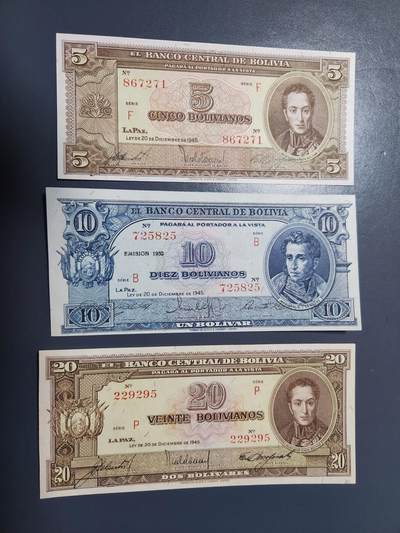 EL BANCO CENTRAL DE BOLIVIA
PAGARÁ AL PORTADOR A LA VISTA
5 5
Nº
867271
SERIE F
5
SERIE
F
CINCO BOLIVIANOS
LA PAZ, 867271
LEY DE 20 DE DICIEMBRE DE 1945
5 5
EL BANCO CENTRAL DE BOLIVIA
10 10
PAGARÁ AL PORTADOR A LA VISTA
Nº
725825
SERIE
B
EMISION 1952
10
SERIE B
DIEZ BOLIVIANOS
Nº
725825
LA PAZ,
LEY DE 20 DE DICIEMBRE DE 1945
10 10
UN BOLIVAR
20 20
EL BANCO CENTRAL DE BOLIVIA
PAGARÁ AL PORTADOR A LA VISTA
Nº
229295
SERIE
P
20
SERIE
P
VEINTE BOLIVIANOS
Nº
229295
LA PAZ,
LEY DE 20 DE DICIEMBRE DE 1945
20 20
DOS BOLIVARES